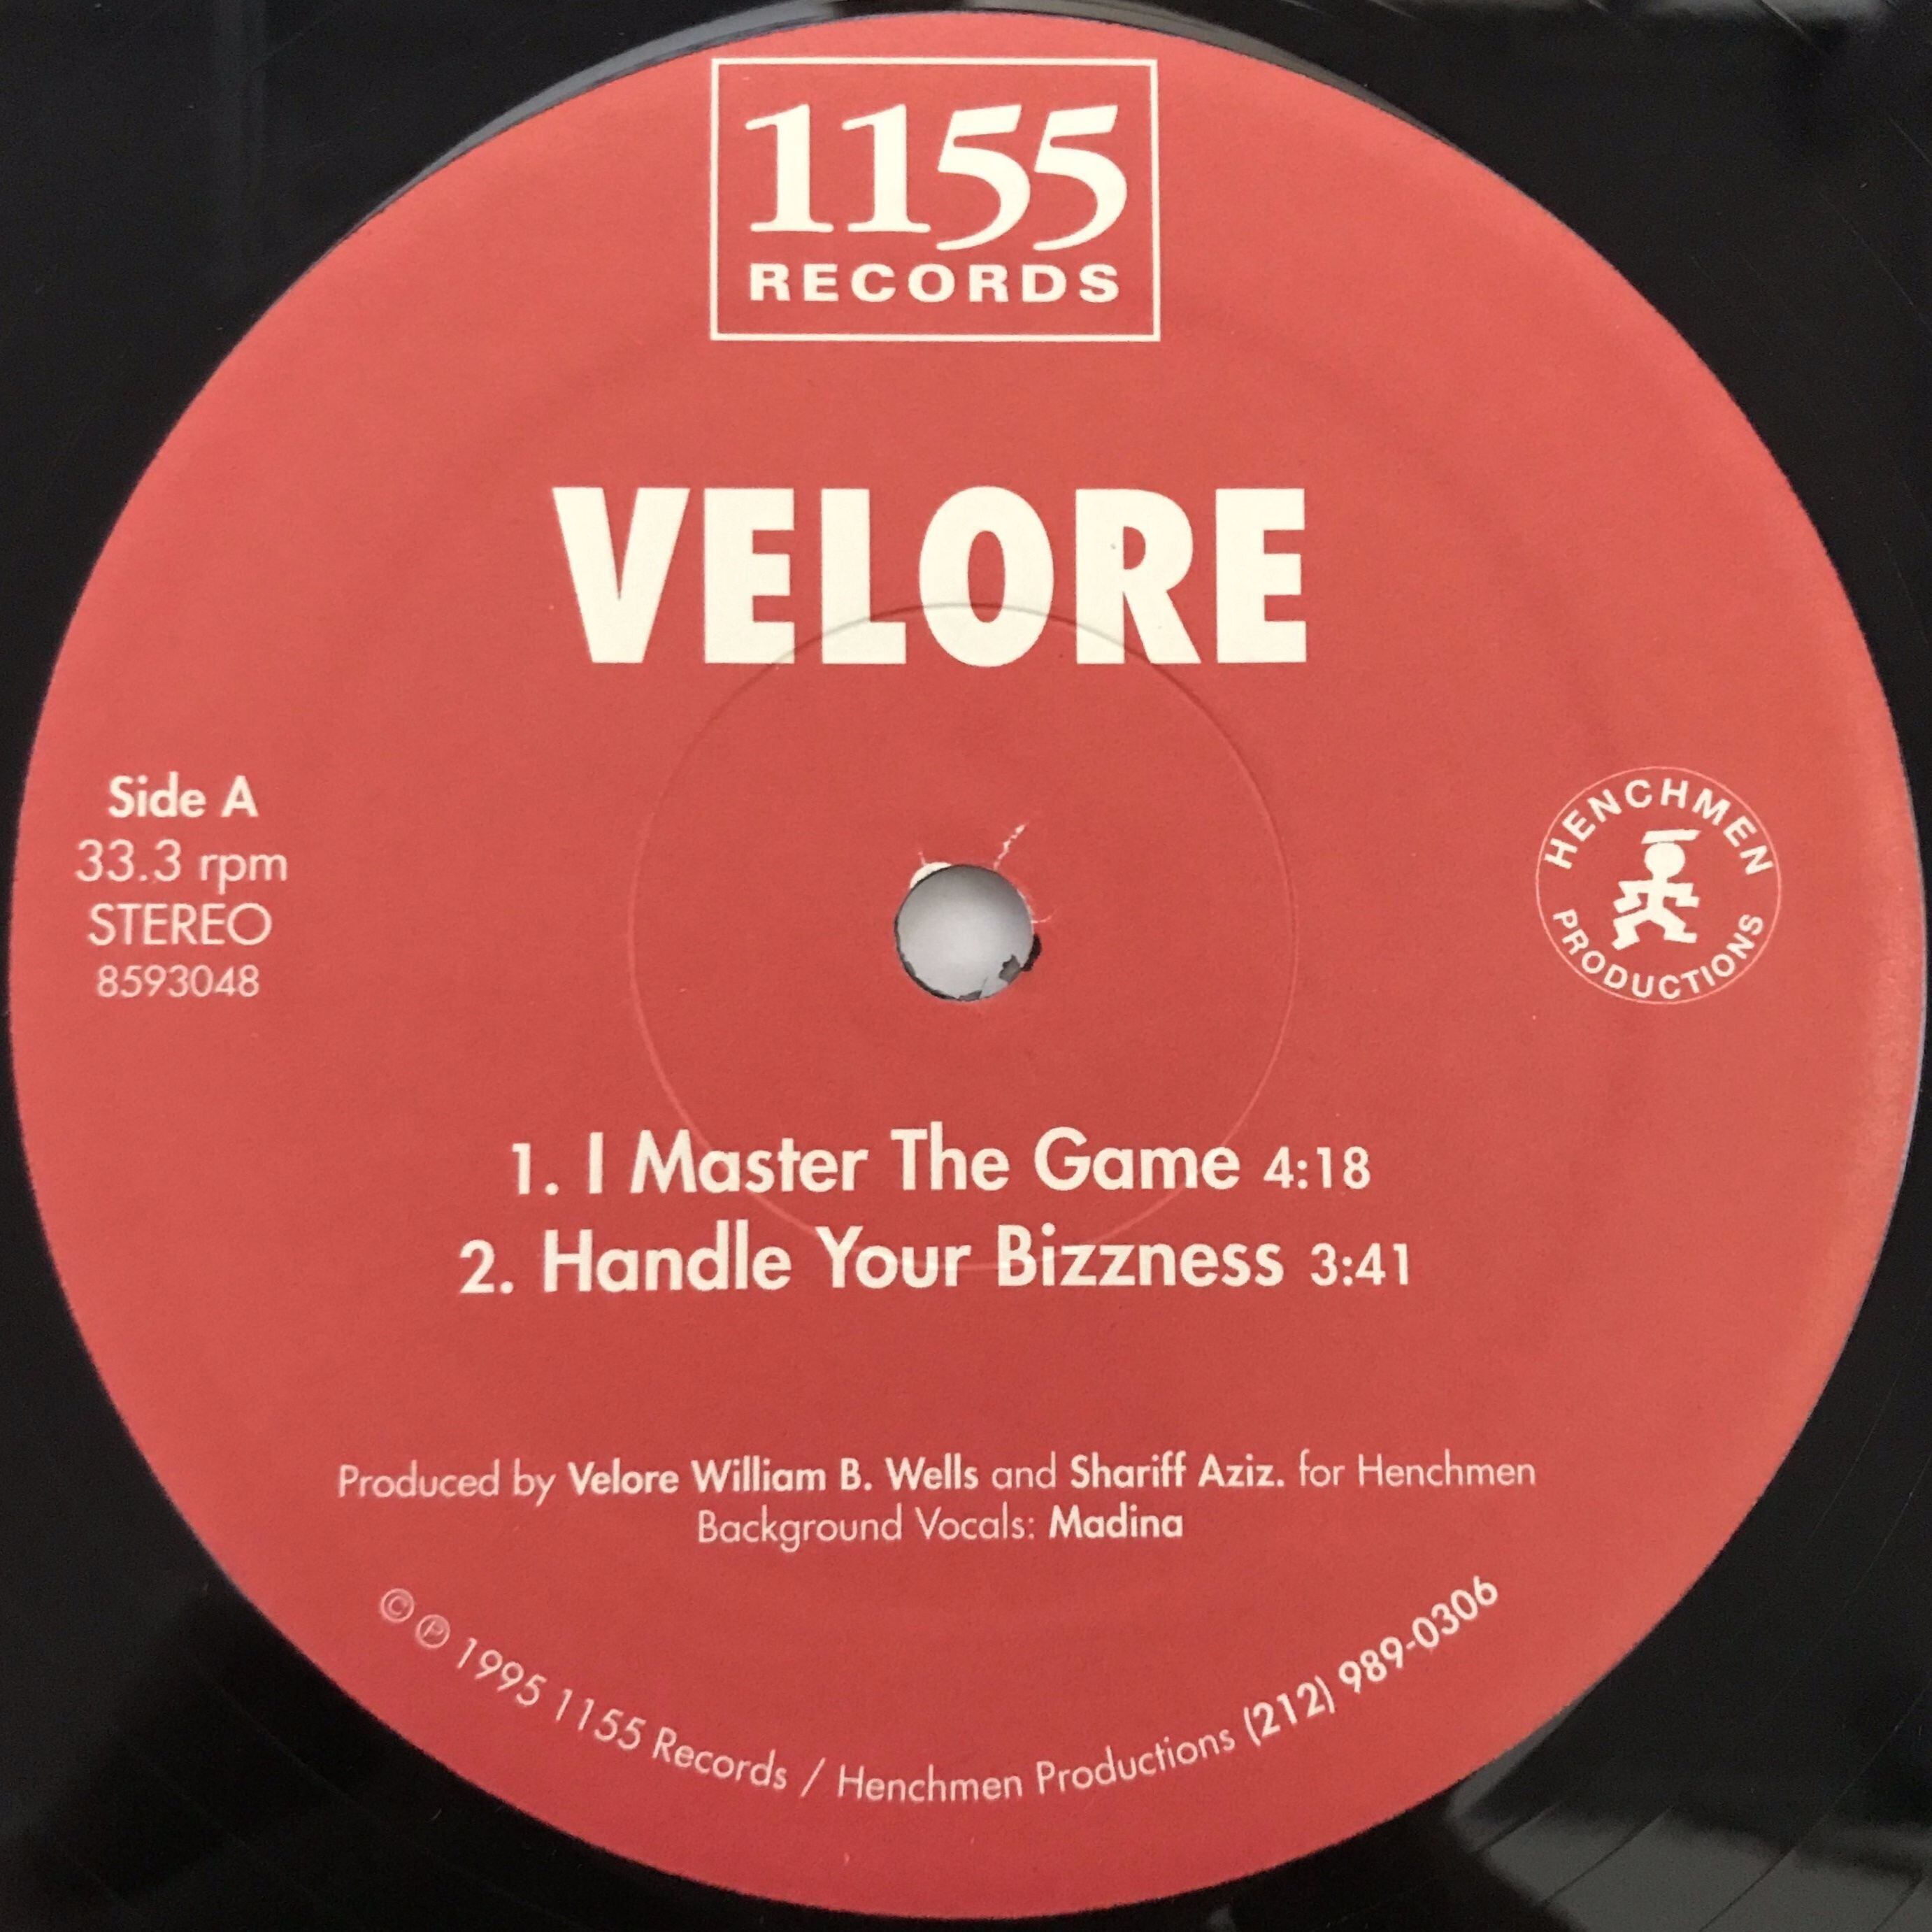 1155
RECORDS
VELORE
Side A
33.3 rpm
STEREO
8593048
HENCHMEN
PRODUCTIONS
1. I Master The Game 4:18
2. Handle Your Bizzness 3:41
Produced by Velore William B. Wells and Shariff Aziz. for Henchmen
Background Vocals: Madina
© ℗ 1995 1155 Records / Henchmen Productions (212) 989-0306